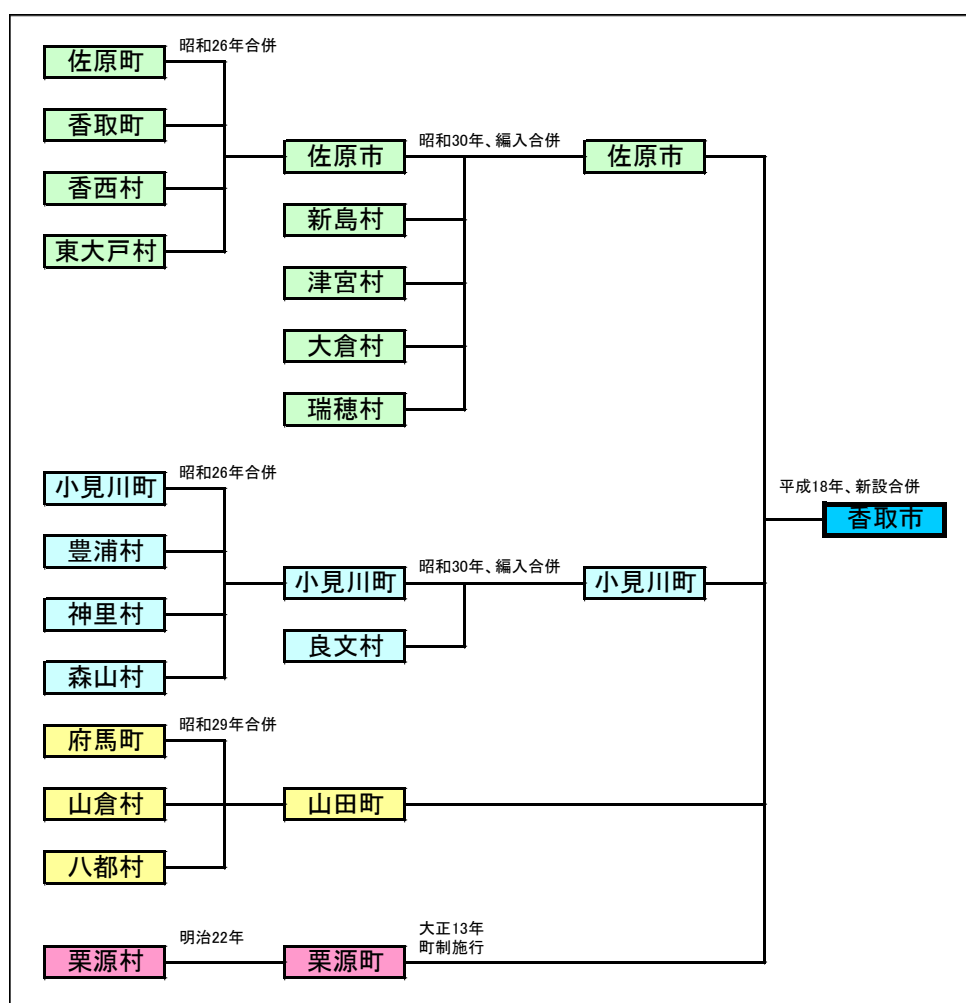 昭和26年合併
佐原町
香取町
香西村
東大戸村
昭和30年、編入合併
佐原市
新島村
津宮村
大倉村
瑞穂村
佐原市
昭和26年合併
小見川町
豊浦村
神里村
森山村
昭和30年、編入合併
小見川町
良文村
小見川町
昭和29年合併
府馬町
山倉村
八都村
山田町
明治22年
栗源村
大正13年
町制施行
栗源町
平成18年、新設合併
香取市